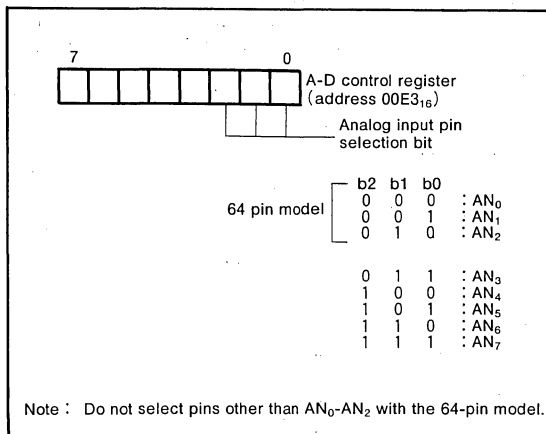 7 0
A-D control register
(address 00E3₁₆)
Analog input pin
selection bit
b2 b1 b0
64 pin model
0 0 0 : AN₀
0 0 1 : AN₁
0 1 0 : AN₂
0 1 1 : AN₃
1 0 0 : AN₄
1 0 1 : AN₅
1 1 0 : AN₆
1 1 1 : AN₇
Note : Do not select pins other than AN₀-AN₂ with the 64-pin model.